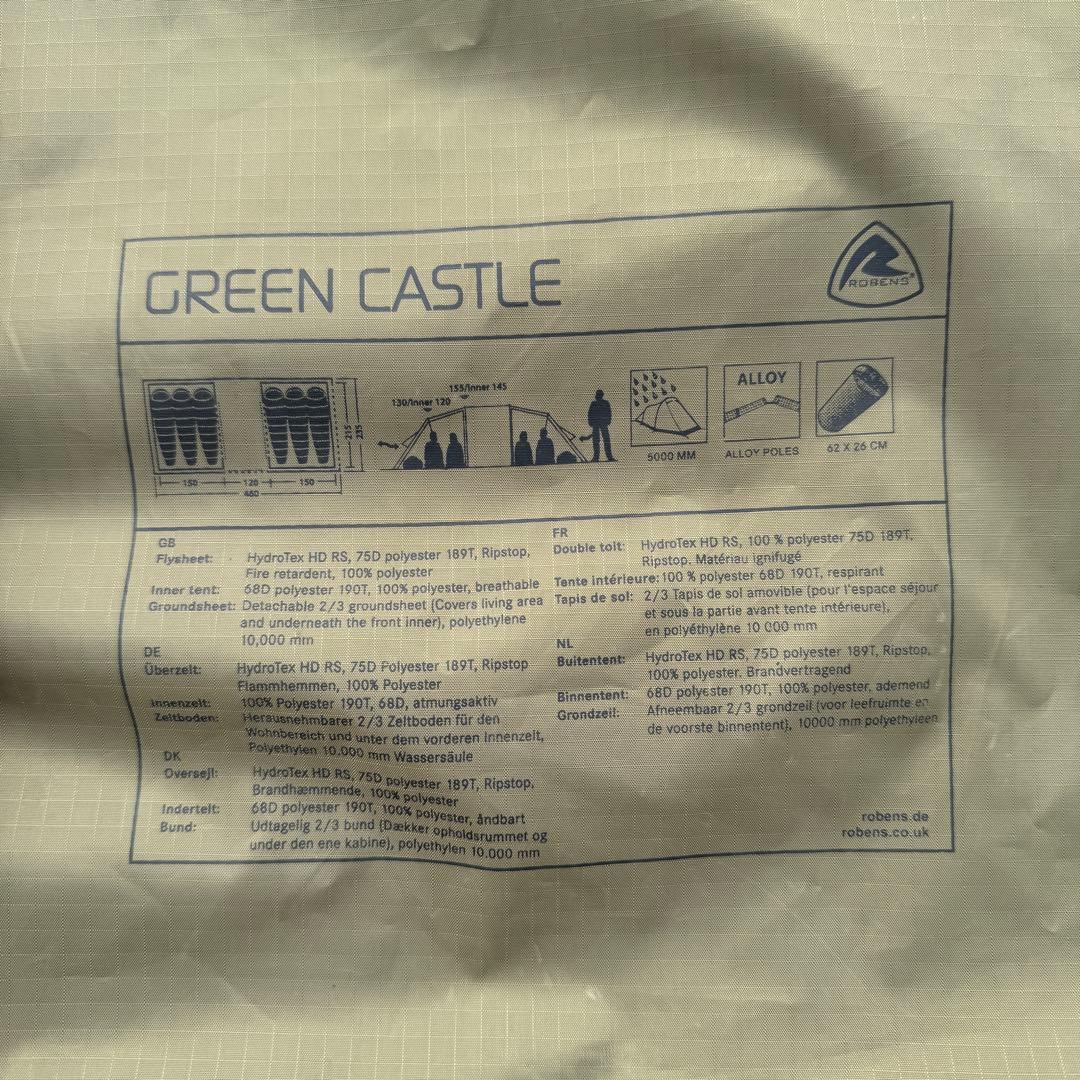 GREEN CASTLE
ROBENS®
155/Inner 145
130/Inner 120
215
235
150
120
150
460
5000 MM
ALLOY
ALLOY POLES
62 X 26 CM
GB
Flysheet: HydroTex HD RS, 75D polyester 189T, Ripstop,
Fire retardent, 100% polyester
Inner tent: 68D polyester 190T, 100% polyester, breathable
Groundsheet: Detachable 2/3 groundsheet (Covers living area
and underneath the front inner), polyethylene
10,000 mm
DE
Überzelt: HydroTex HD RS, 75D Polyester 189T, Ripstop
Flammhemmen, 100% Polyester
Innenzelt: 100% Polyester 190T, 68D, atmungsaktiv
Zeltboden: Herausnehmbarer 2/3 Zeltboden für den
Wohnbereich und unter dem vorderen Innenzelt,
Polyethylen 10.000 mm Wassersäule
DK
Oversejl: HydroTex HD RS, 75D polyester 189T, Ripstop,
Brandhæmmende, 100% polyester
Indertelt: 68D polyester 190T, 100% polyester, åndbart
Bund: Udtagelig 2/3 bund (Dækker opholdsrummet og
under den ene kabine), polyethylen 10.000 mm
FR
Double toit: HydroTex HD RS, 100 % polyester 75D 189T,
Ripstop. Matériau ignifugé
Tente intérieure: 100 % polyester 68D 190T, respirant
Tapis de sol: 2/3 Tapis de sol amovible (pour l'espace séjour
et sous la partie avant tente intérieure),
en polyéthylène 10 000 mm
NL
Buitentent: HydroTex HD RS, 75D polyester 189T, Ripstop,
100% polyester. Brandvertragend
Binnentent: 68D polyester 190T, 100% polyester, ademend
Grondzeil: Afneembaar 2/3 grondzeil (voor leefruimte en
de voorste binnentent), 10000 mm polyethyleen
robens.de
robens.co.uk